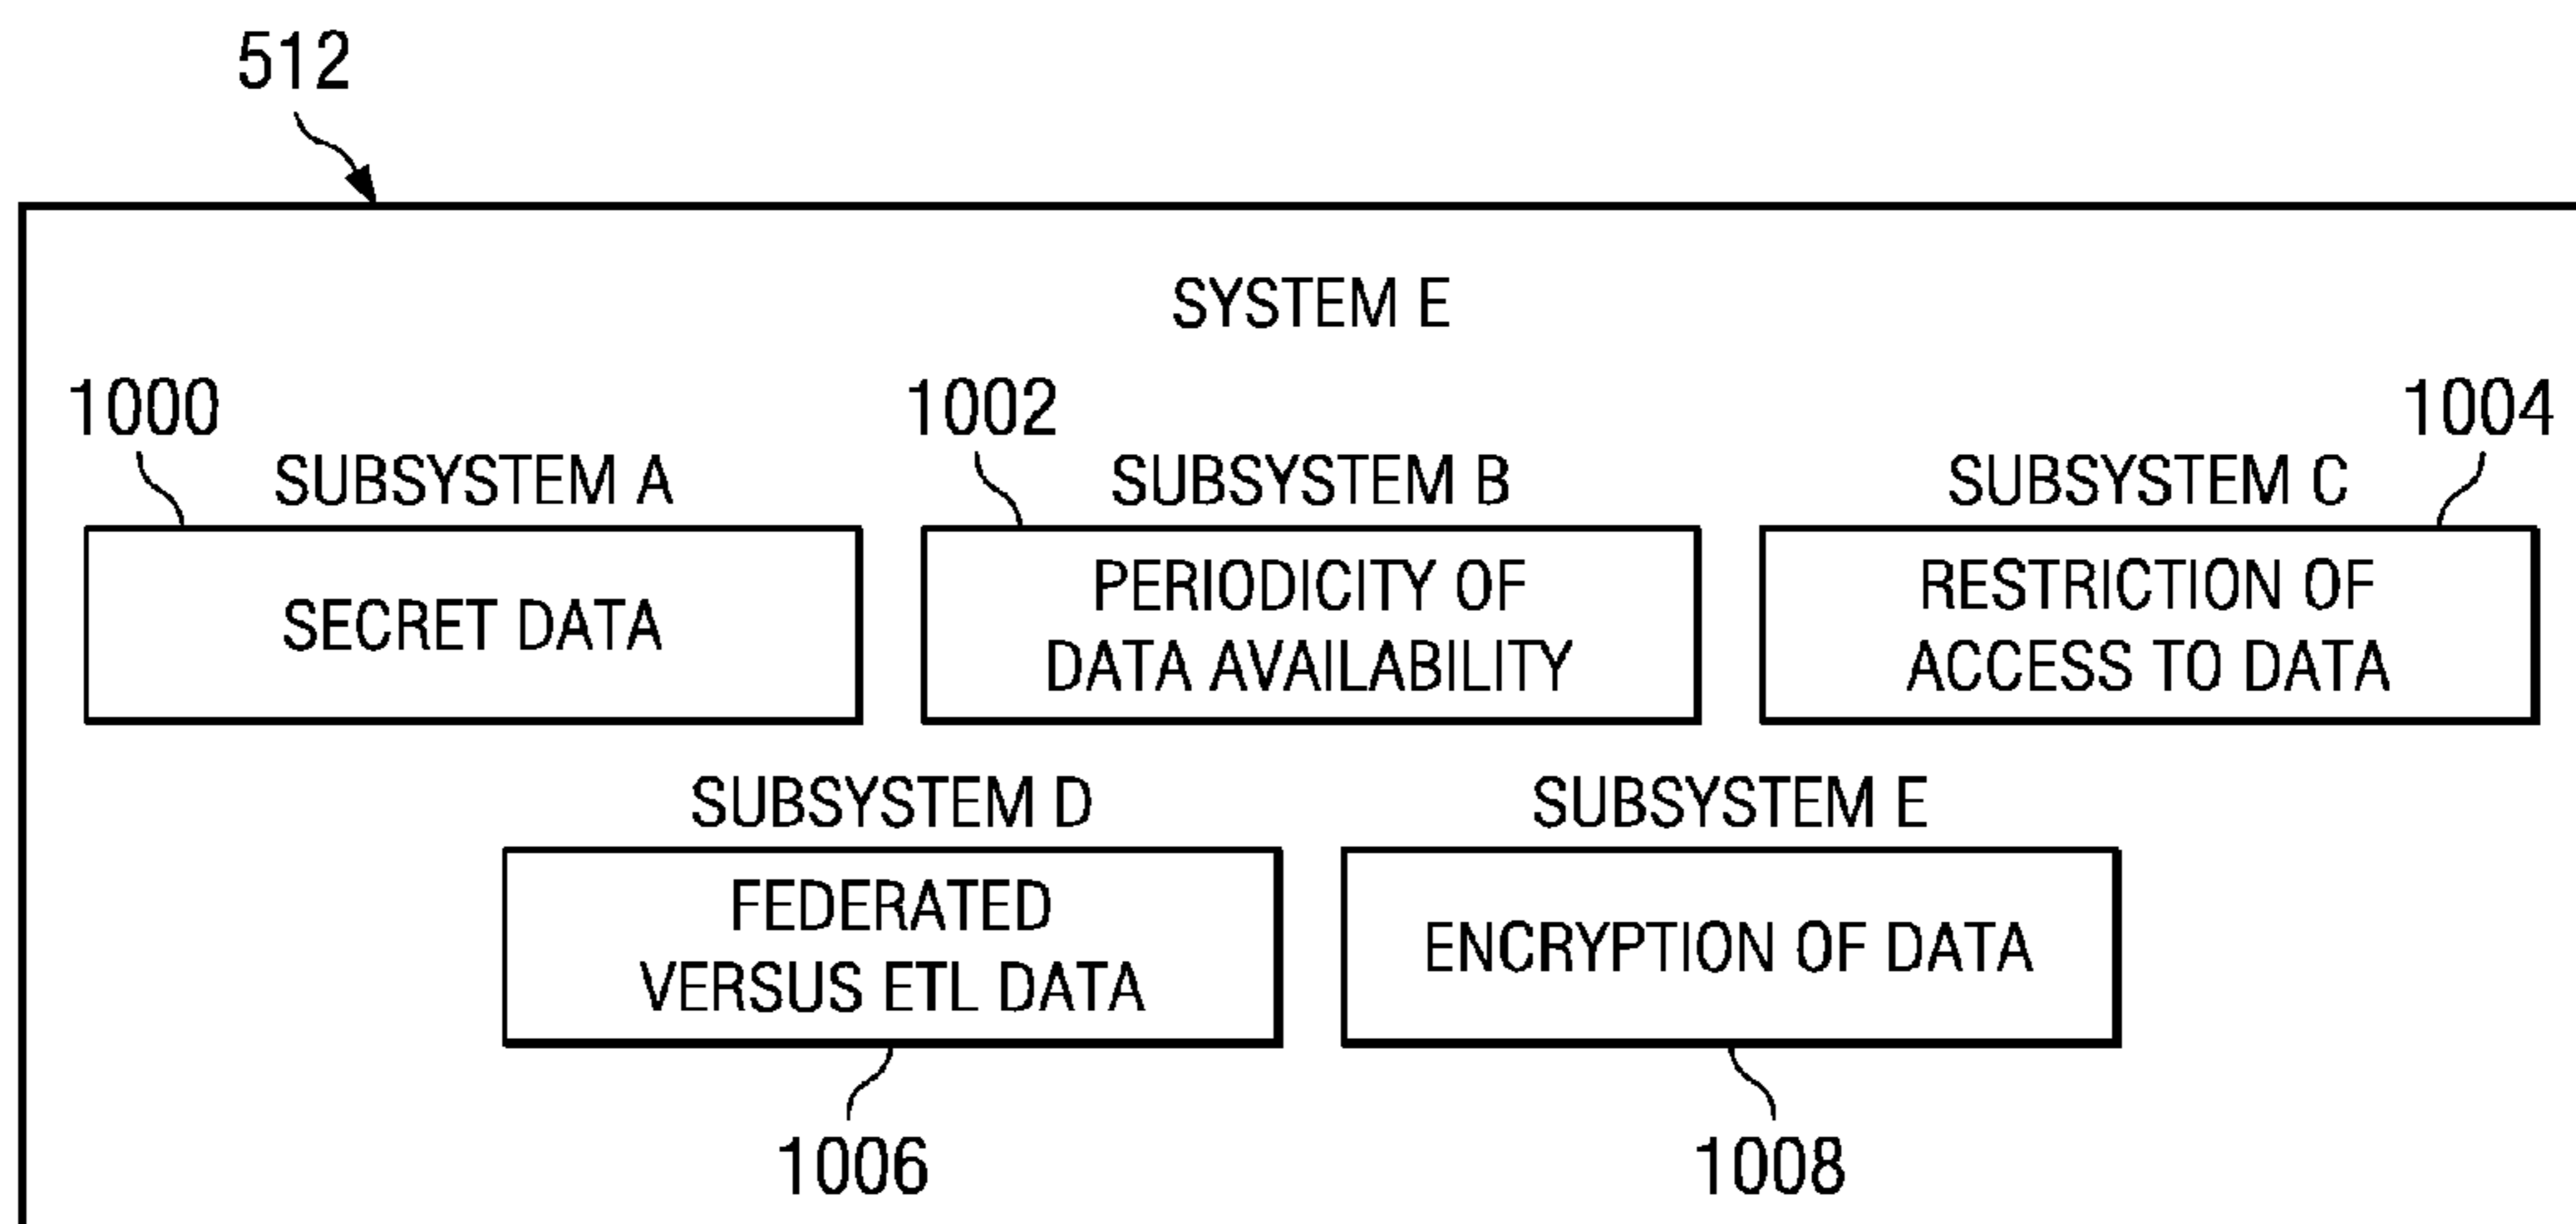 512
SYSTEM E
1000
1002
1004
SUBSYSTEM A
SUBSYSTEM B
SUBSYSTEM C
SECRET DATA
PERIODICITY OF
DATA AVAILABILITY
RESTRICTION OF
ACCESS TO DATA
SUBSYSTEM D
SUBSYSTEM E
FEDERATED
VERSUS ETL DATA
ENCRYPTION OF DATA
1006
1008